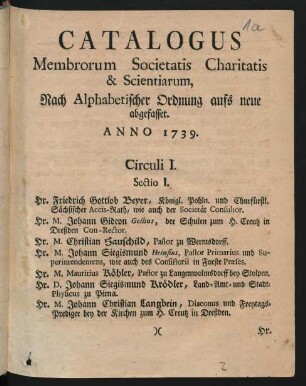 1a
CATALOGUS
Membrorum Societatis Charitatis
& Scientiarum,
Nach Alphabetischer Ordnung aufs neue
abgefasset.
ANNO 1739.
Circuli I.
Sectio I.
Hr. Friedrich Gottlob Beyer, Königl. Pohln. und Churfürstl.
Sächsischer Accis-Rath, wie auch der Societät Consultor.
Hr. M. Johann Gideon Gellius, der Schulen zum H. Creutz in
Dreßden Con-Rector.
Hr. M. Christian Hauschild, Pastor zu Wermsdorff.
Hr. M. Johann Siegismund Heinsius, Pastor Primarius und Su-
perintendentens, wie auch des Consistorii in Forste Præses.
Hr. M. Mauritius Köhler, Pastor zu Langenwolmsdorff bey Stolpen.
Hr. D. Johann Siegismund Krödler, Land-Amt- und Stadt-
Physicus zu Pirna.
Hr. M. Johann Christian Langbein, Diaconus und Freytags-
Prediger bey der Kirchen zum H. Creutz in Dreßden.
)( Hr.
2